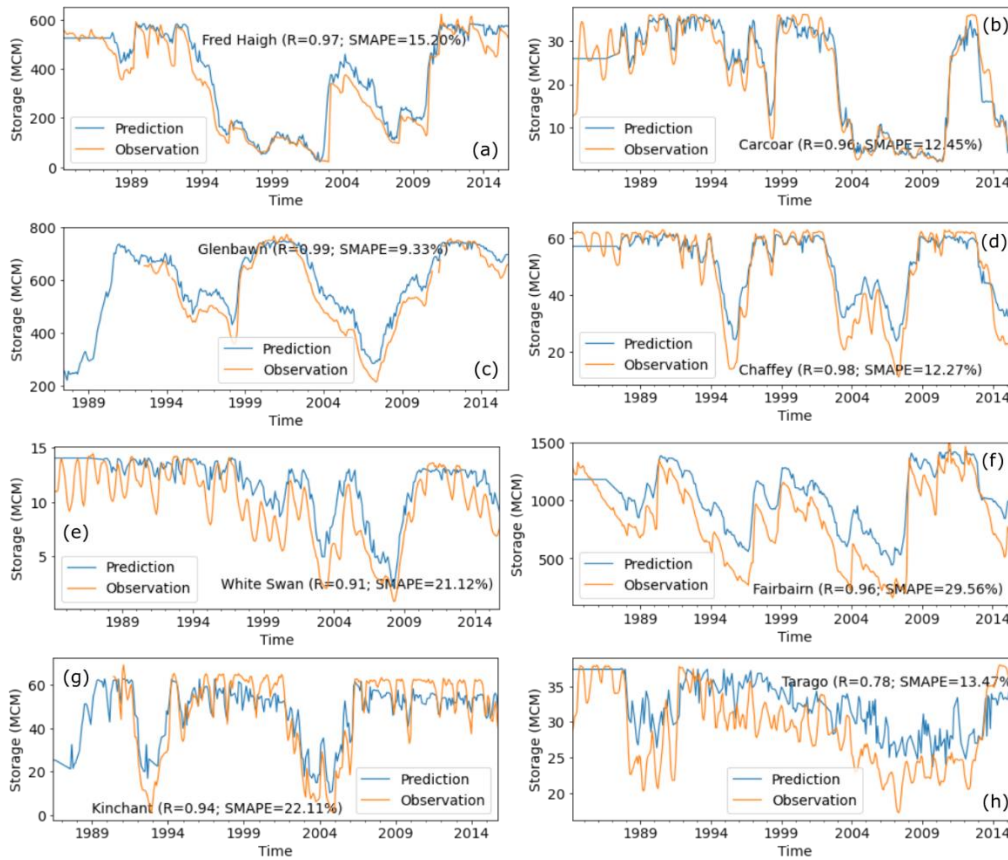 600
400
200
0
Storage (MCM)
Fred Haigh (R=0.97; SMAPE=15.20%)
Prediction
Observation
(a)
1989 1994 1999 2004 2009 2014
Time
30
20
10
Storage (MCM)
(b)
Prediction
Observation
Carcoar (R=0.96; SMAPE=12.45%)
1989 1994 1999 2004 2009 2014
Time
800
600
400
200
Storage (MCM)
Glenbawn (R=0.99; SMAPE=9.33%)
Prediction
Observation
(c)
1989 1994 1999 2004 2009 2014
Time
60
40
20
Storage (MCM)
(d)
Prediction
Observation
Chaffey (R=0.98; SMAPE=12.27%)
1989 1994 1999 2004 2009 2014
Time
15
10
5
Storage (MCM)
(e)
Prediction
Observation
White Swan (R=0.91; SMAPE=21.12%)
1989 1994 1999 2004 2009 2014
Time
1500
1000
500
Storage (MCM)
(f)
Prediction
Observation
Fairbairn (R=0.96; SMAPE=29.56%)
1989 1994 1999 2004 2009 2014
Time
60
40
20
0
Storage (MCM)
(g)
Prediction
Observation
Kinchant (R=0.94; SMAPE=22.11%)
1989 1994 1999 2004 2009 2014
Time
35
30
25
20
Storage (MCM)
Tarago (R=0.78; SMAPE=13.47%
Prediction
Observation
(h)
1989 1994 1999 2004 2009 2014
Time